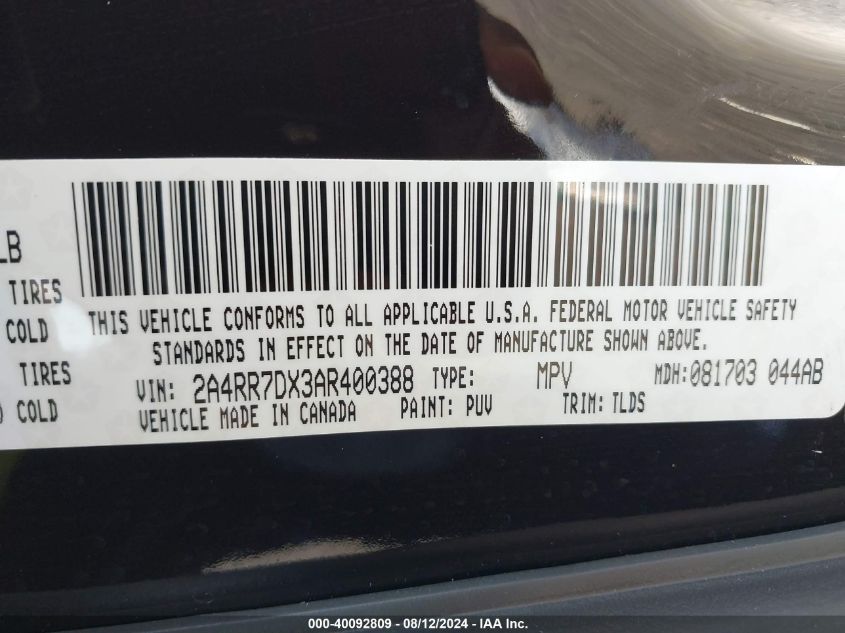 LB
TIRES
COLD
TIRES
COLD
THIS VEHICLE CONFORMS TO ALL APPLICABLE U.S.A. FEDERAL MOTOR VEHICLE SAFETY
STANDARDS IN EFFECT ON THE DATE OF MANUFACTURE SHOWN ABOVE.
VIN: 2A4RR7DX3AR400388 TYPE: MPV MDH:081703 044AB
VEHICLE MADE IN CANADA PAINT: PUV TRIM: TLDS
000-40092809 - 08/12/2024 - IAA Inc.